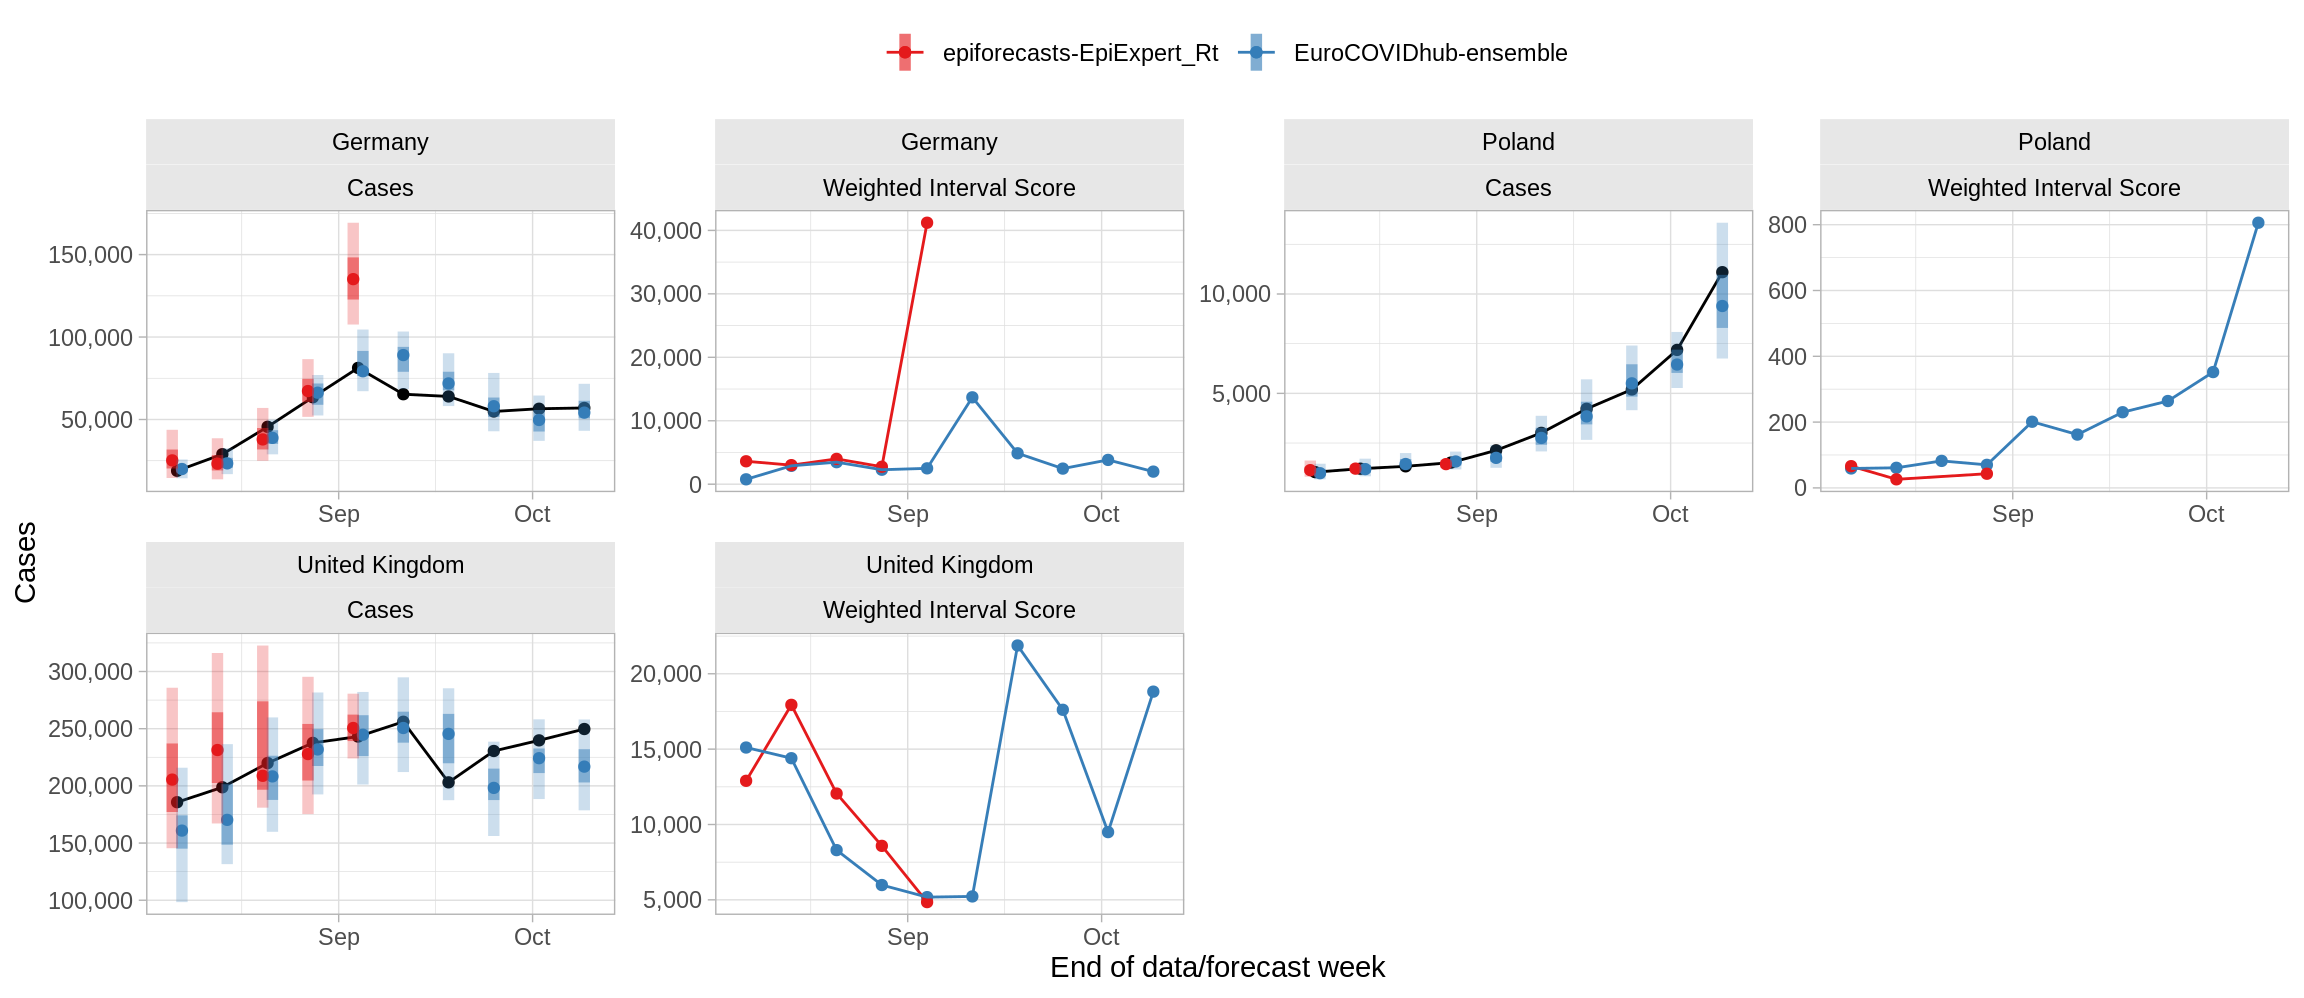 epiforecasts-EpiExpert_Rt EuroCOVIDhub-ensemble
Germany
Cases
150,000
100,000
50,000
Sep Oct
Germany
Weighted Interval Score
40,000
30,000
20,000
10,000
0
Sep Oct
Poland
Cases
10,000
5,000
Sep Oct
Poland
Weighted Interval Score
800
600
400
200
0
Sep Oct
Cases
United Kingdom
Cases
300,000
250,000
200,000
150,000
100,000
Sep Oct
United Kingdom
Weighted Interval Score
20,000
15,000
10,000
5,000
Sep Oct
End of data/forecast week